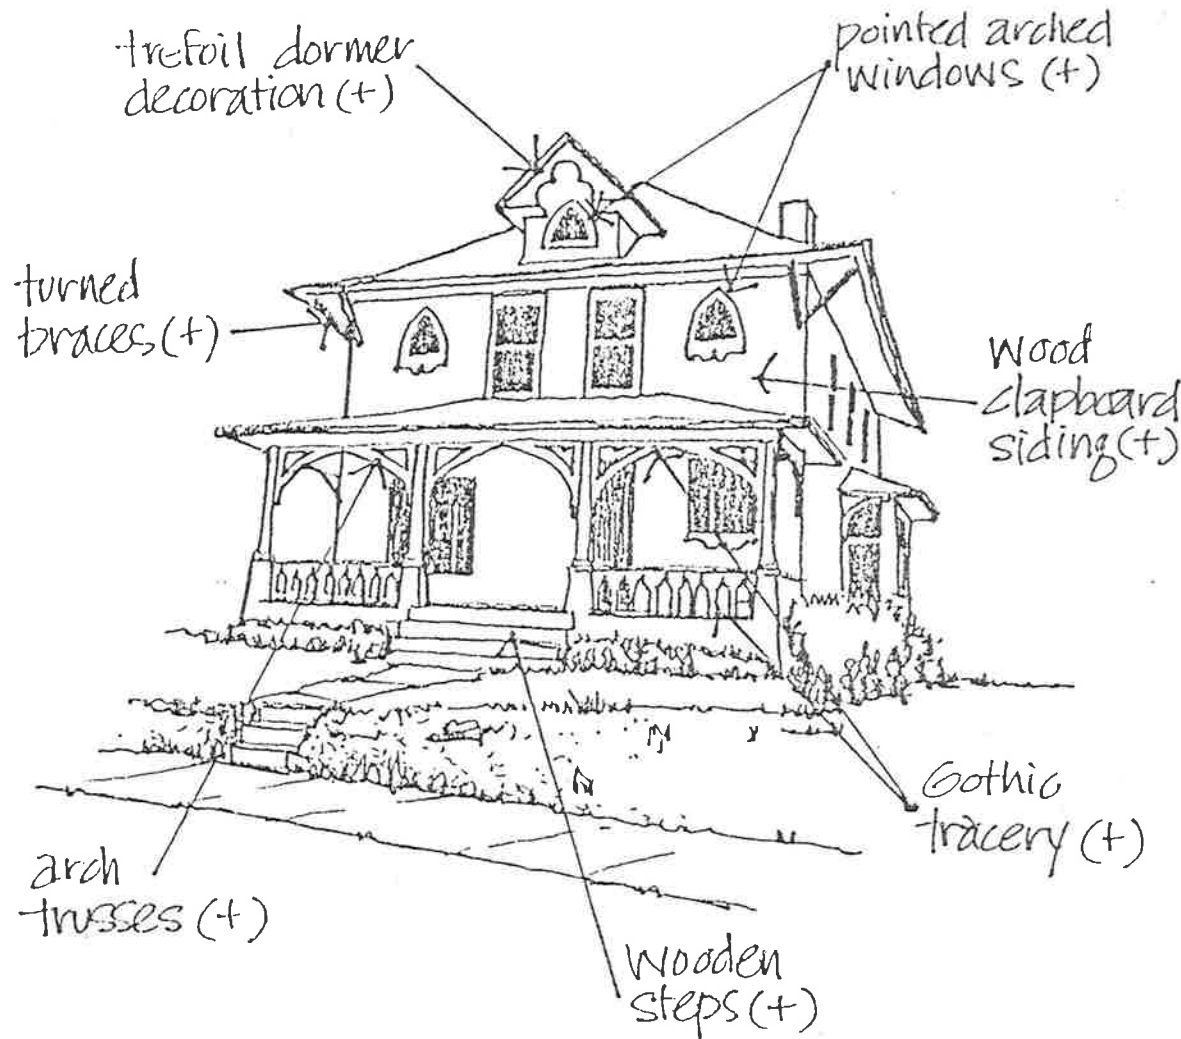 trefoil dormer
decoration (+)
pointed arched
windows (+)
turned
braces (+)
Wood
clapboard
siding (+)
Gothic
tracery (+)
arch
trusses (+)
Wooden
steps (+)